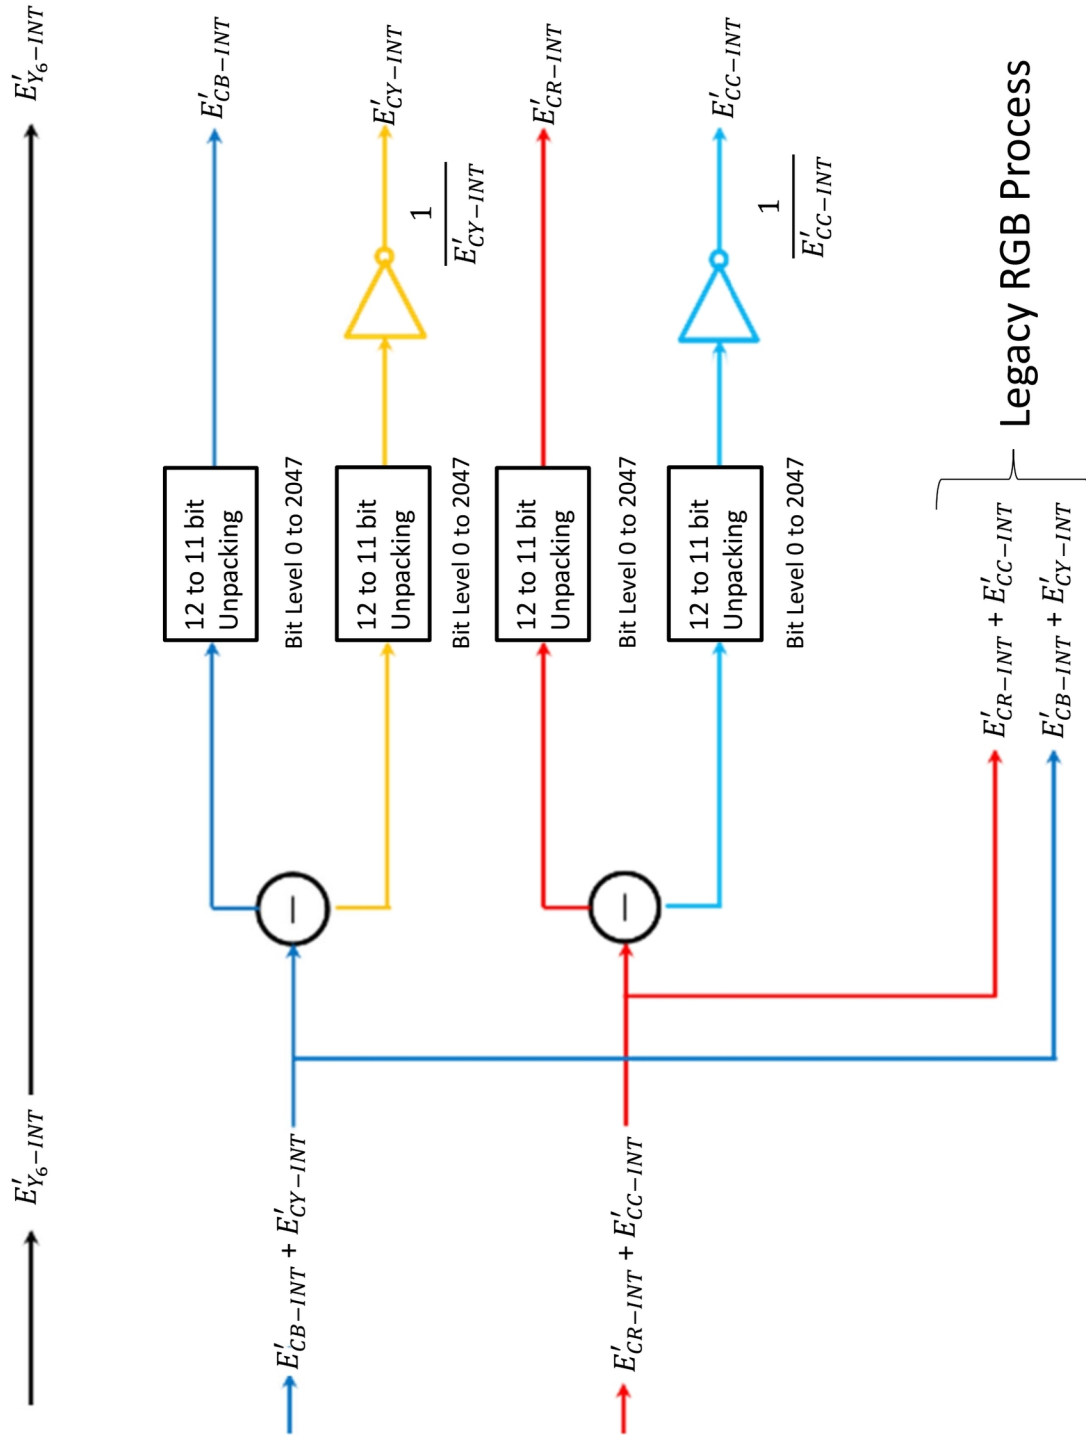 E′Y6−INT
E′Y6−INT
E′CB−INT + E′CY−INT
12 to 11 bit
Unpacking
E′CB−INT
Bit Level 0 to 2047
12 to 11 bit
Unpacking
E′CY−INT
1
E′CY−INT
Bit Level 0 to 2047
E′CR−INT + E′CC−INT
12 to 11 bit
Unpacking
E′CR−INT
Bit Level 0 to 2047
12 to 11 bit
Unpacking
E′CC−INT
1
E′CC−INT
Bit Level 0 to 2047
E′CR−INT + E′CC−INT
E′CB−INT + E′CY−INT
Legacy RGB Process